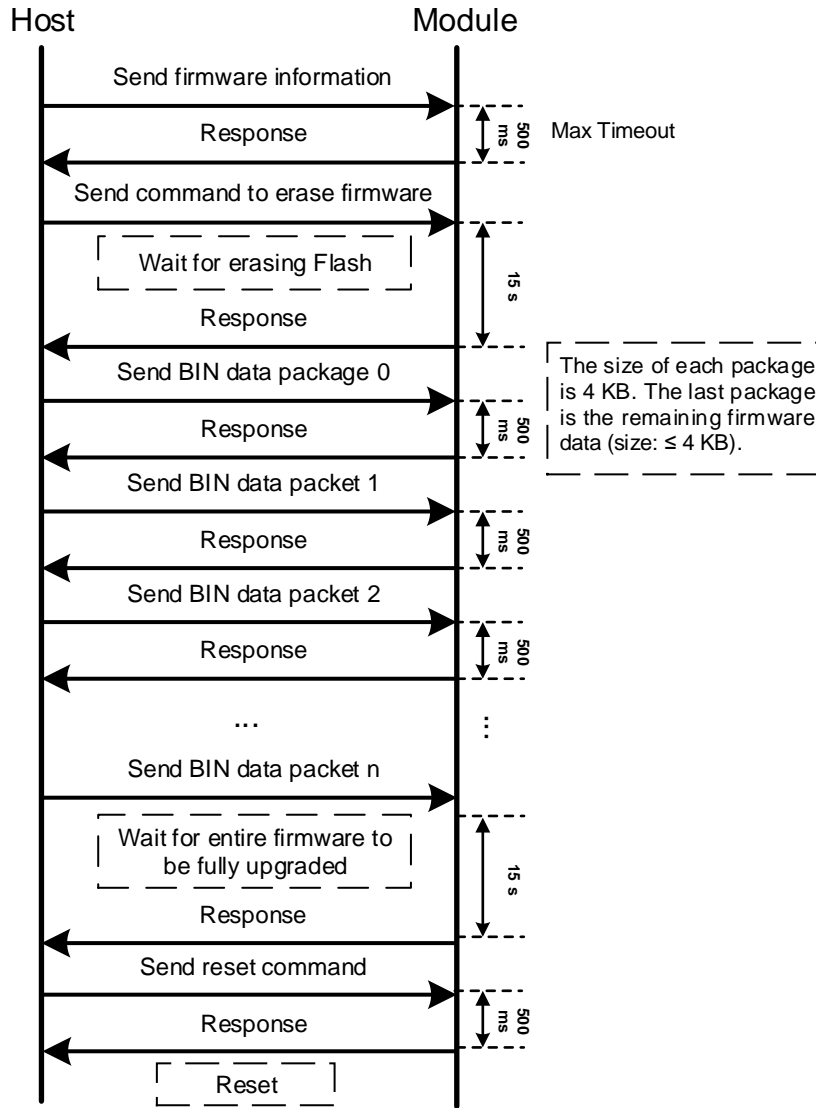 Host
Module
Send firmware information
Response
500
ms
Max Timeout
Send command to erase firmware
Wait for erasing Flash
15 s
Response
Send BIN data package 0
The size of each package
is 4 KB. The last package
is the remaining firmware
data (size: ≤ 4 KB).
Response
500
ms
Send BIN data packet 1
Response
500
ms
Send BIN data packet 2
Response
500
ms
...
...
Send BIN data packet n
Wait for entire firmware to
be fully upgraded
15 s
Response
Send reset command
Response
500
ms
Reset